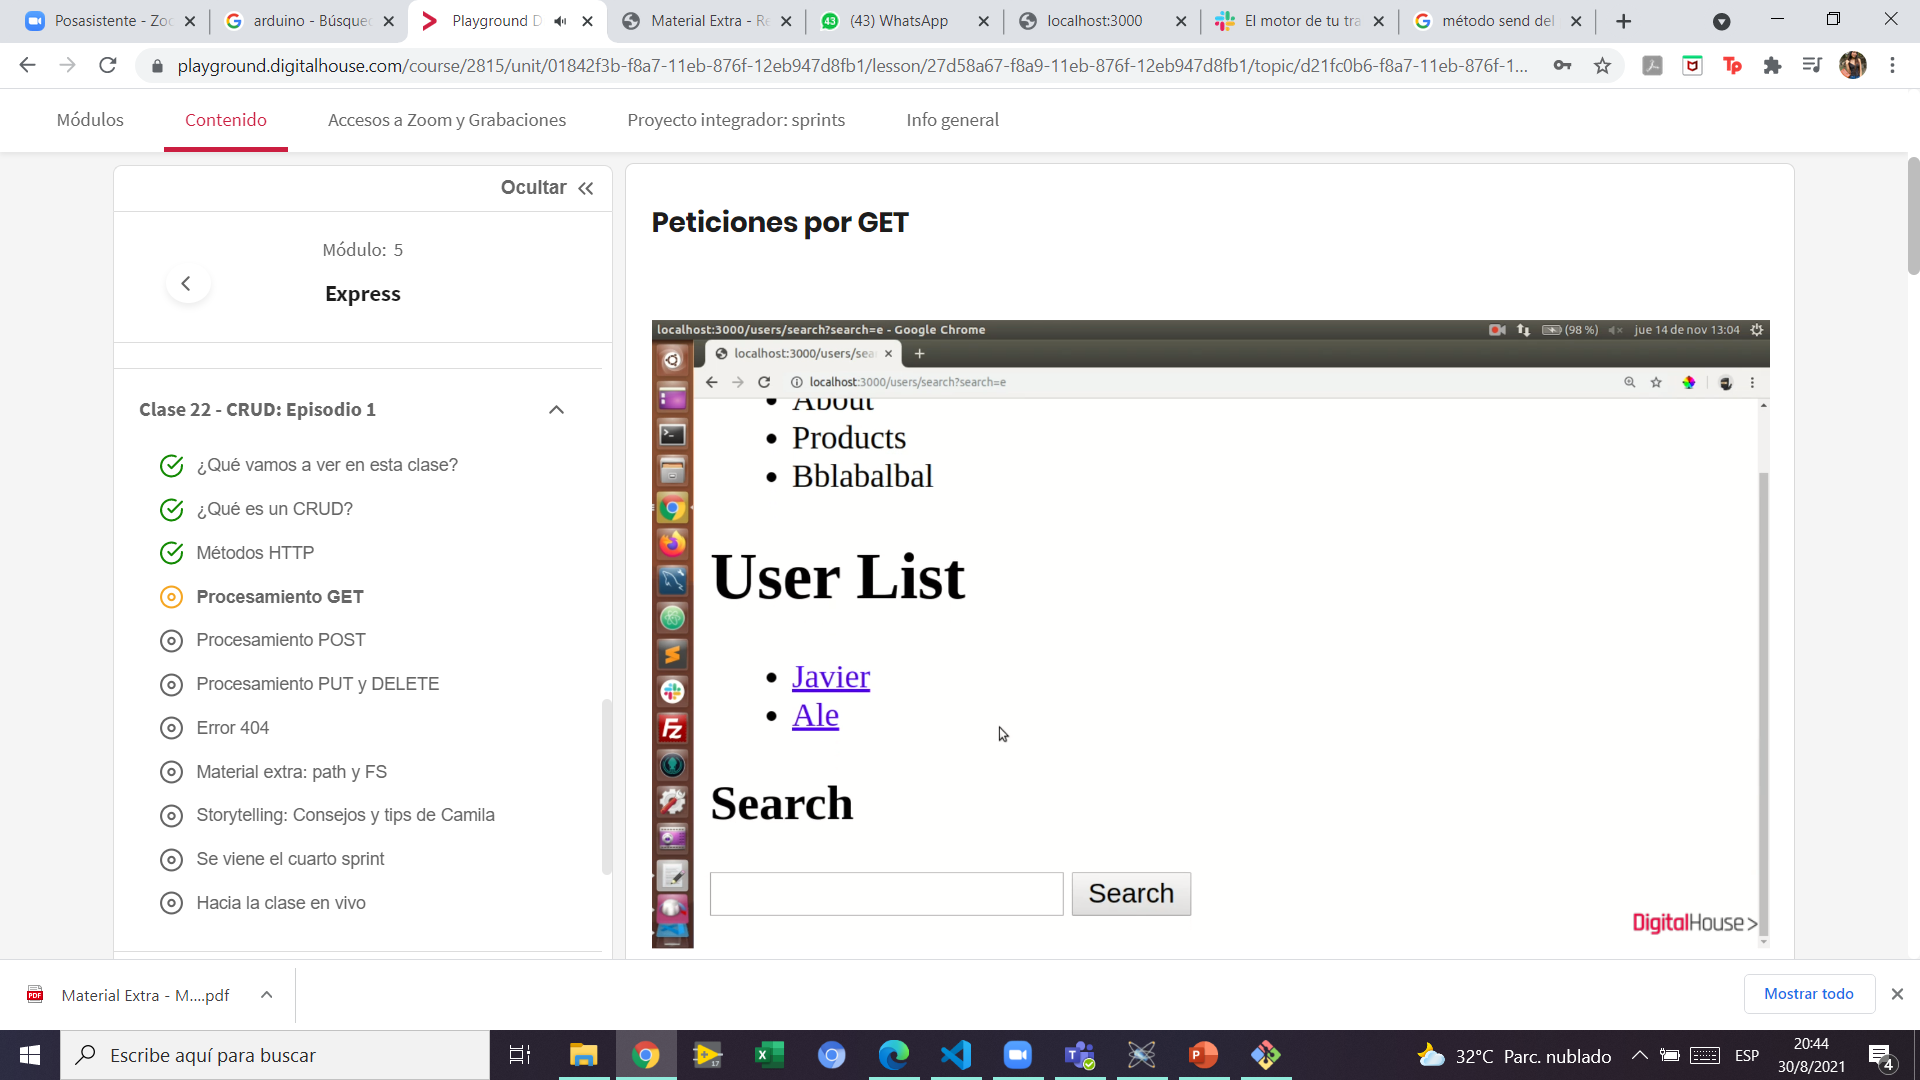 Posasistente - Zoo
arduino - Búsqued
Playground D
Material Extra - Re
(43) WhatsApp
localhost:3000
El motor de tu tra
método send del
playground.digitalhouse.com/course/2815/unit/01842f3b-f8a7-11eb-876f-12eb947d8fb1/lesson/27d58a67-f8a9-11eb-876f-12eb947d8fb1/topic/d21fc0b6-f8a7-11eb-876f-1...
Módulos
Contenido
Accesos a Zoom y Grabaciones
Proyecto integrador: sprints
Info general
Ocultar
Módulo: 5
Express
Clase 22 - CRUD: Episodio 1
¿Qué vamos a ver en esta clase?
¿Qué es un CRUD?
Métodos HTTP
Procesamiento GET
Procesamiento POST
Procesamiento PUT y DELETE
Error 404
Material extra: path y FS
Storytelling: Consejos y tips de Camila
Se viene el cuarto sprint
Hacia la clase en vivo
Peticiones por GET
localhost:3000/users/search?search=e - Google Chrome
(98 %)
jue 14 de nov 13:04
localhost:3000/users/sea
localhost:3000/users/search?search=e
About
Products
Bblabalbal
User List
Javier
Ale
Search
Search
DigitalHouse>
Material Extra - M....pdf
Mostrar todo
Escribe aquí para buscar
32°C Parc. nublado
ESP
20:44
30/8/2021
4